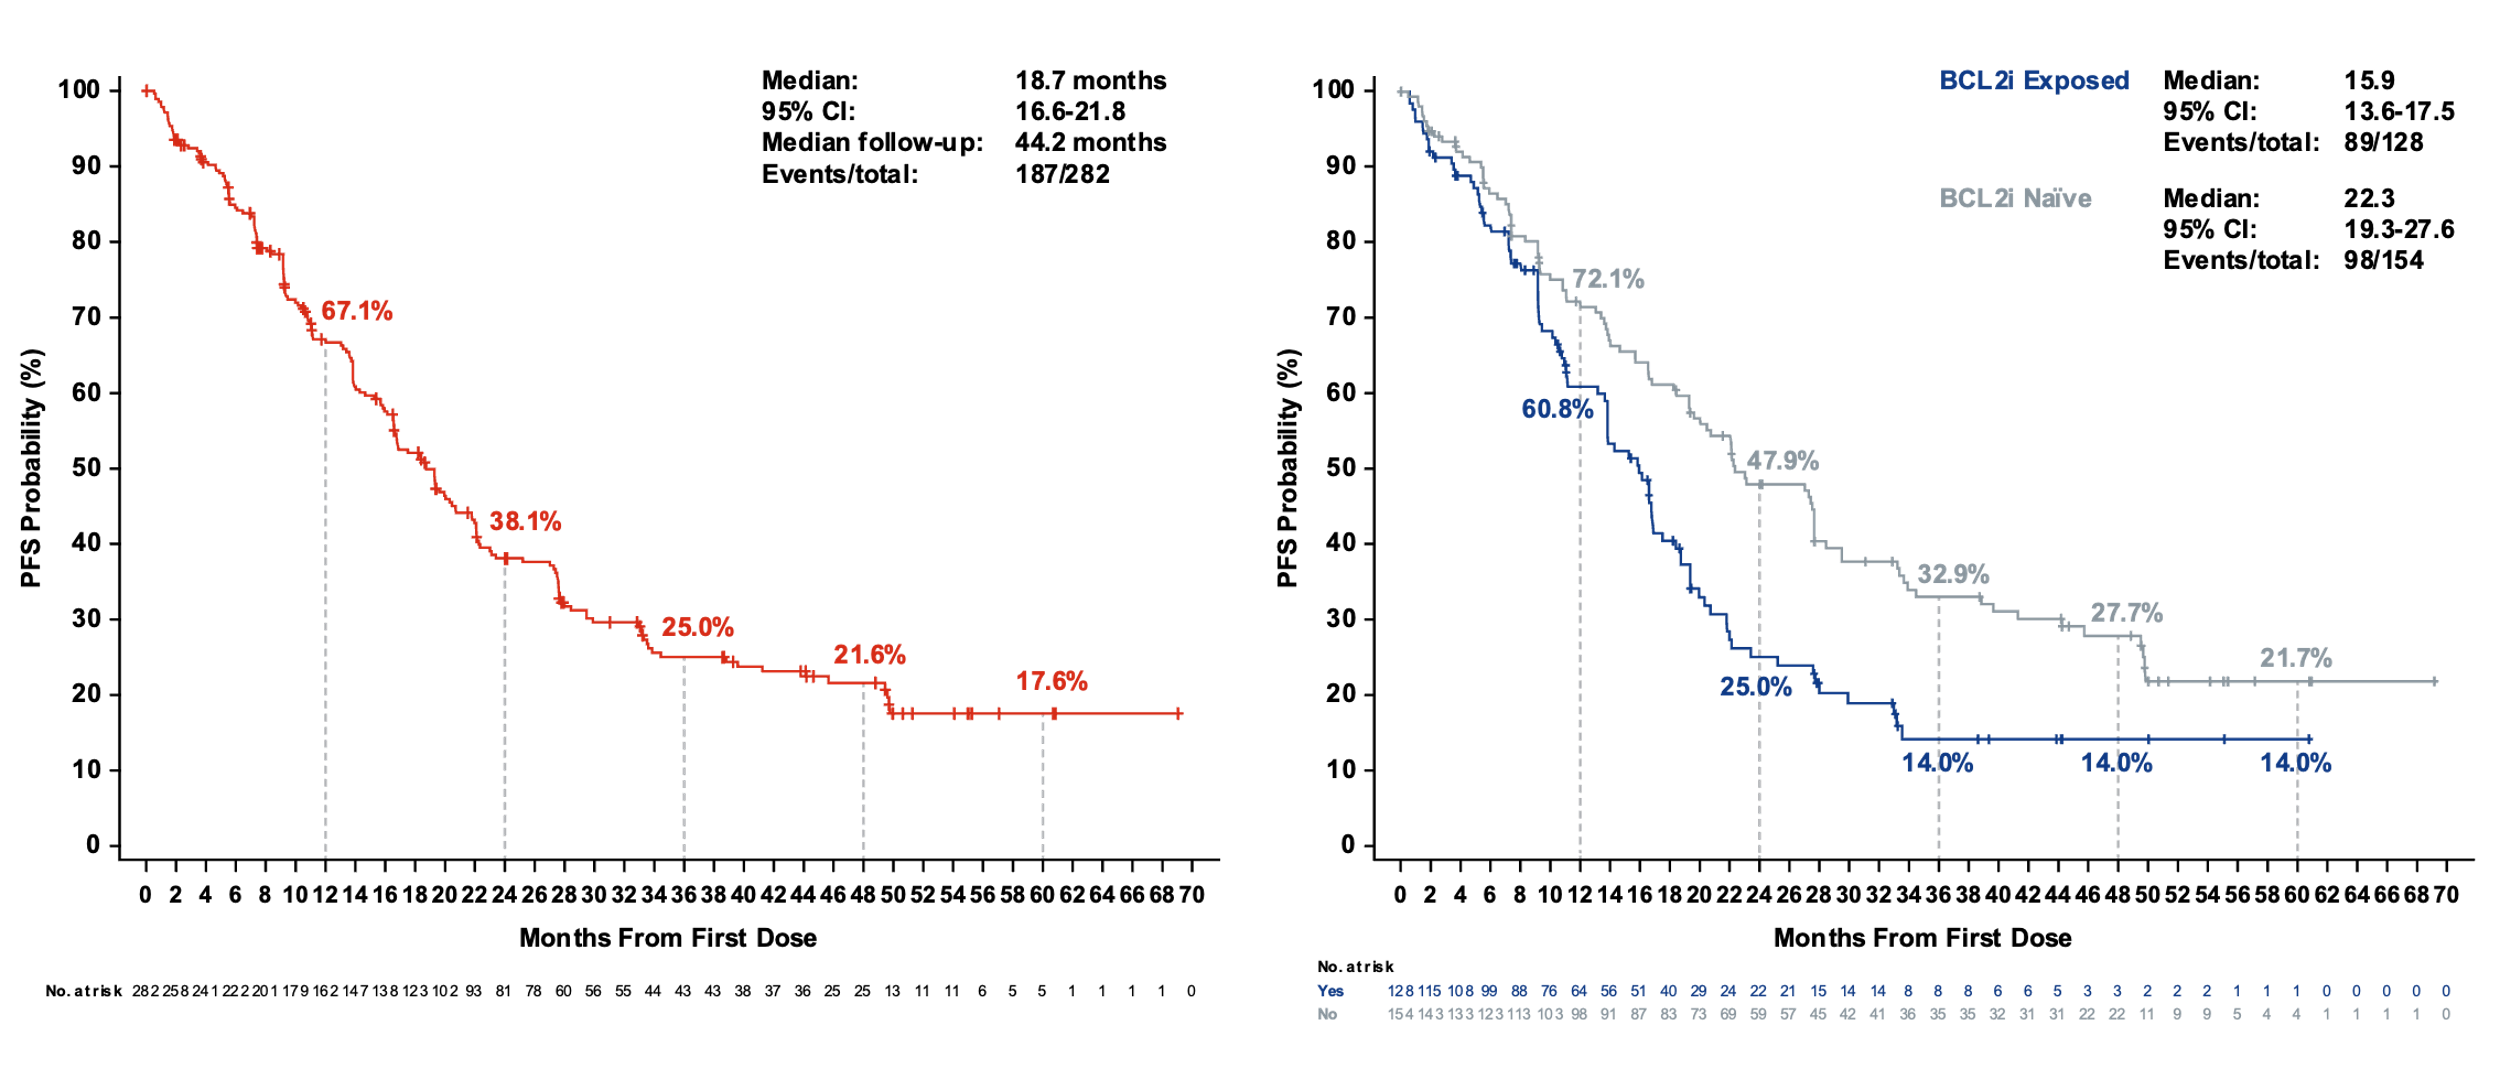 Median: 18.7 months
95% CI: 16.6-21.8
Median follow-up: 44.2 months
Events/total: 187/282
PFS Probability (%)
100
90
80
70
60
50
40
30
20
10
0
67.1%
38.1%
25.0%
21.6%
17.6%
0 2 4 6 8 10 12 14 16 18 20 22 24 26 28 30 32 34 36 38 40 42 44 46 48 50 52 54 56 58 60 62 64 66 68 70
Months From First Dose
No. at risk 282 258 241 222 201 179 162 147 138 123 102 93 81 78 60 56 55 44 43 43 38 37 36 25 25 13 11 11 6 5 5 1 1 1 1 0
BCL2i Exposed Median: 15.9
95% CI: 13.6-17.5
Events/total: 89/128
BCL2i Naïve Median: 22.3
95% CI: 19.3-27.6
Events/total: 98/154
PFS Probability (%)
100
90
80
70
60
50
40
30
20
10
0
72.1%
60.8%
47.9%
25.0%
32.9%
27.7%
21.7%
14.0% 14.0% 14.0%
0 2 4 6 8 10 12 14 16 18 20 22 24 26 28 30 32 34 36 38 40 42 44 46 48 50 52 54 56 58 60 62 64 66 68 70
Months From First Dose
No. at risk
Yes 128 115 108 99 88 76 64 56 51 40 29 24 22 21 15 14 14 8 8 8 6 6 5 3 3 2 2 2 1 1 1 0 0 0 0 0
No 154 143 133 123 113 103 98 91 87 83 73 69 59 57 45 42 41 36 35 35 32 31 31 22 22 11 9 9 5 4 4 1 1 1 1 0